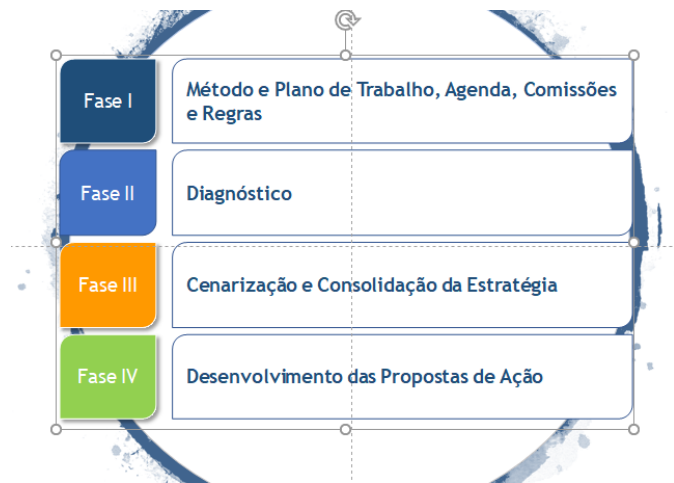 Fase I
Método e Plano de Trabalho, Agenda, Comissões
e Regras
Fase II
Diagnóstico
Fase III
Cenarização e Consolidação da Estratégia
Fase IV
Desenvolvimento das Propostas de Ação